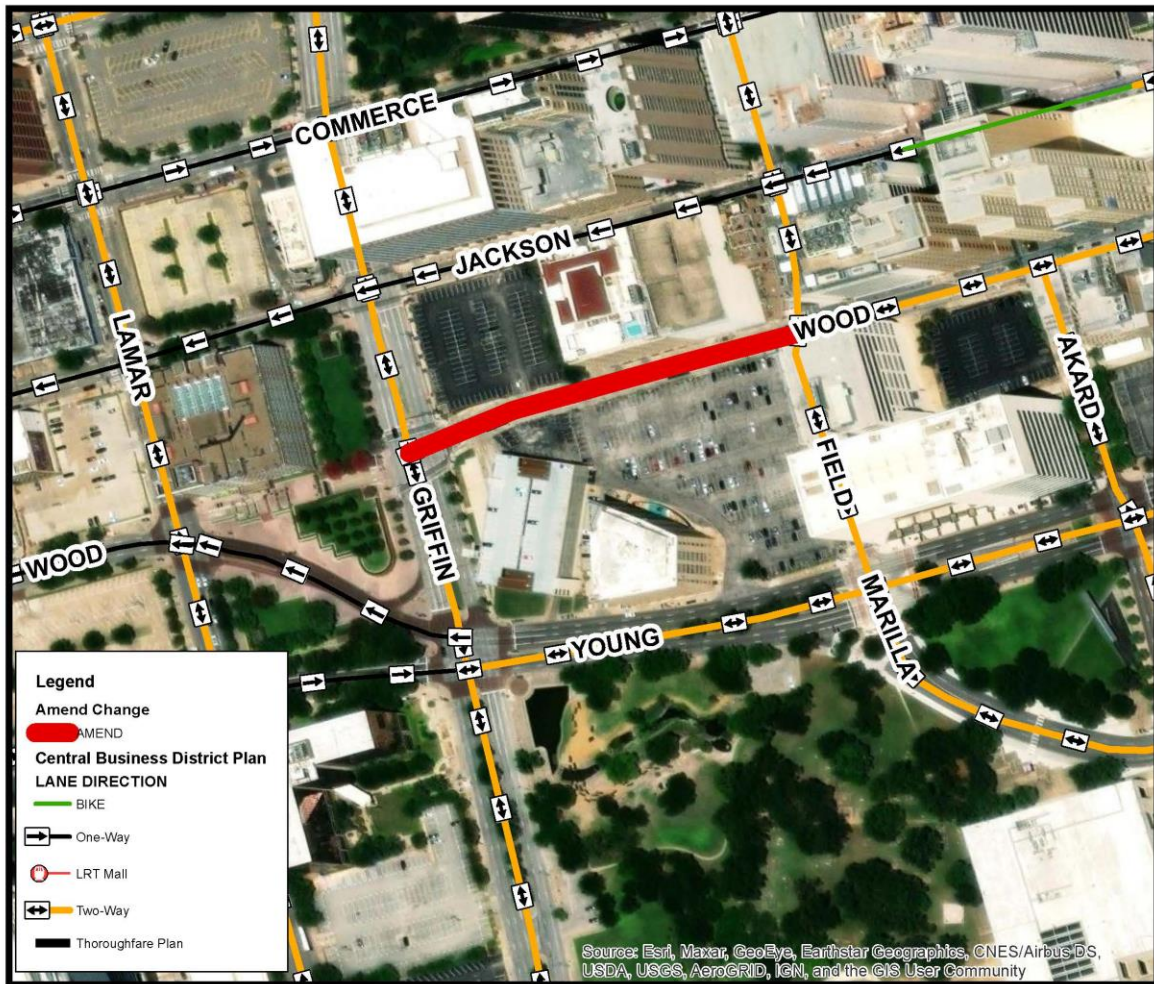 COMMERCE
JACKSON
LAMAR
WOOD
AKARD
FIELD
GRIFFIN
WOOD
MARILLA
YOUNG
Legend
Amend Change
AMEND
Central Business District Plan
LANE DIRECTION
BIKE
One-Way
LRT Mall
Two-Way
Thoroughfare Plan
Source: Esri, Maxar, GeoEye, Earthstar Geographics, CNES/Airbus DS,
USDA, USGS, AeroGRID, IGN, and the GIS User Community